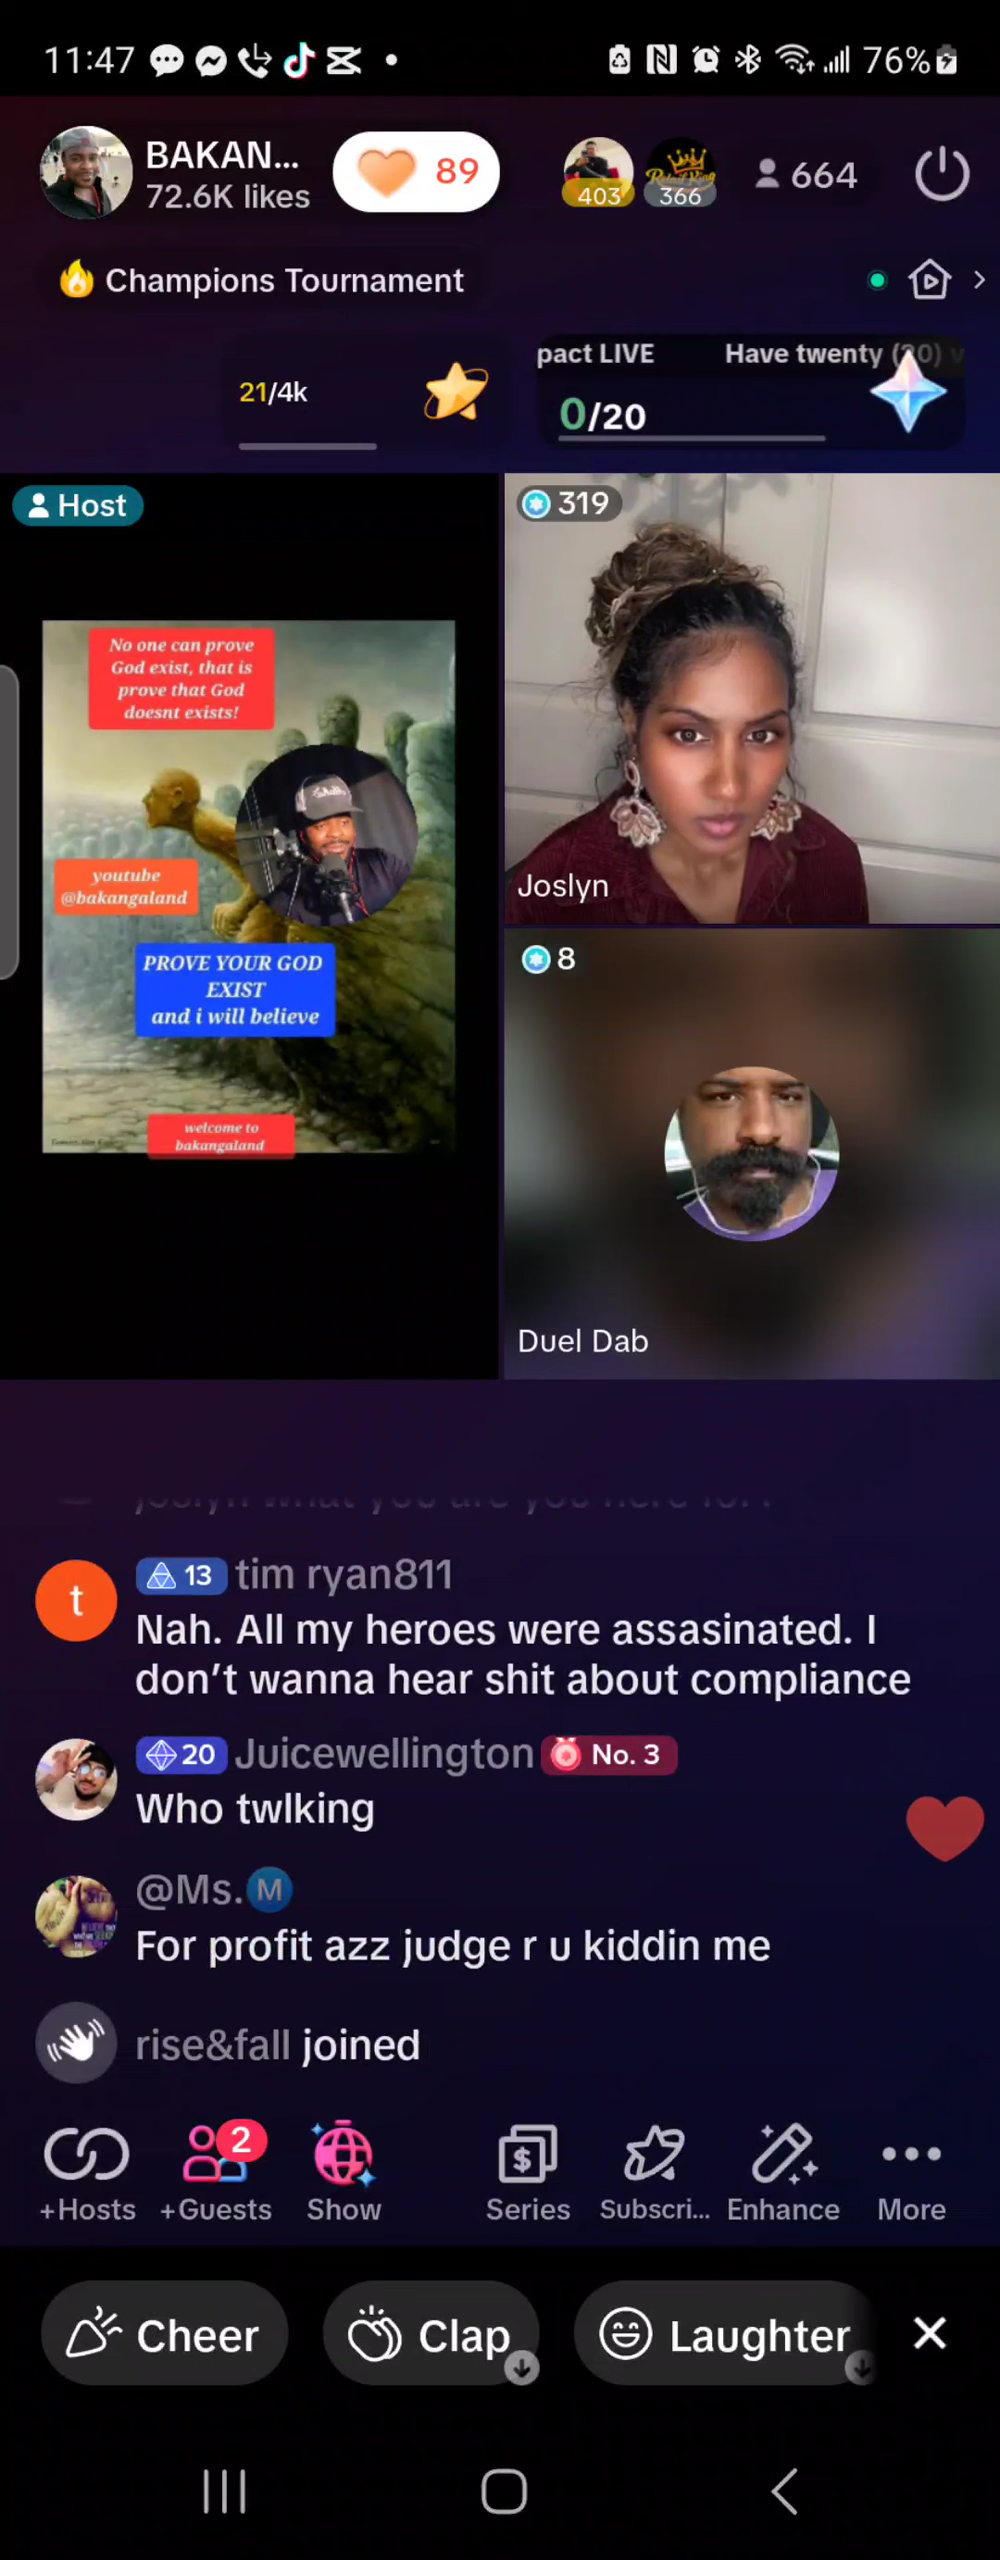 11:47
76%
BAKAN...
72.6K likes
89
403
366
664
Champions Tournament
21/4k
pact LIVE Have twenty (20) v
0/20
Host
319
No one can prove
God exist, that is
prove that God
doesnt exists!
youtube
@bakangaland
PROVE YOUR GOD
EXIST
and i will believe
welcome to
bakangaland
Joslyn
8
Duel Dab
13 tim ryan811
Nah. All my heroes were assasinated. I
don't wanna hear shit about compliance
20 Juicewellington No. 3
Who twlking
@Ms. M
For profit azz judge r u kiddin me
rise&fall joined
2
+Hosts
+Guests
Show
Series
Subscri...
Enhance
More
Cheer
Clap
Laughter